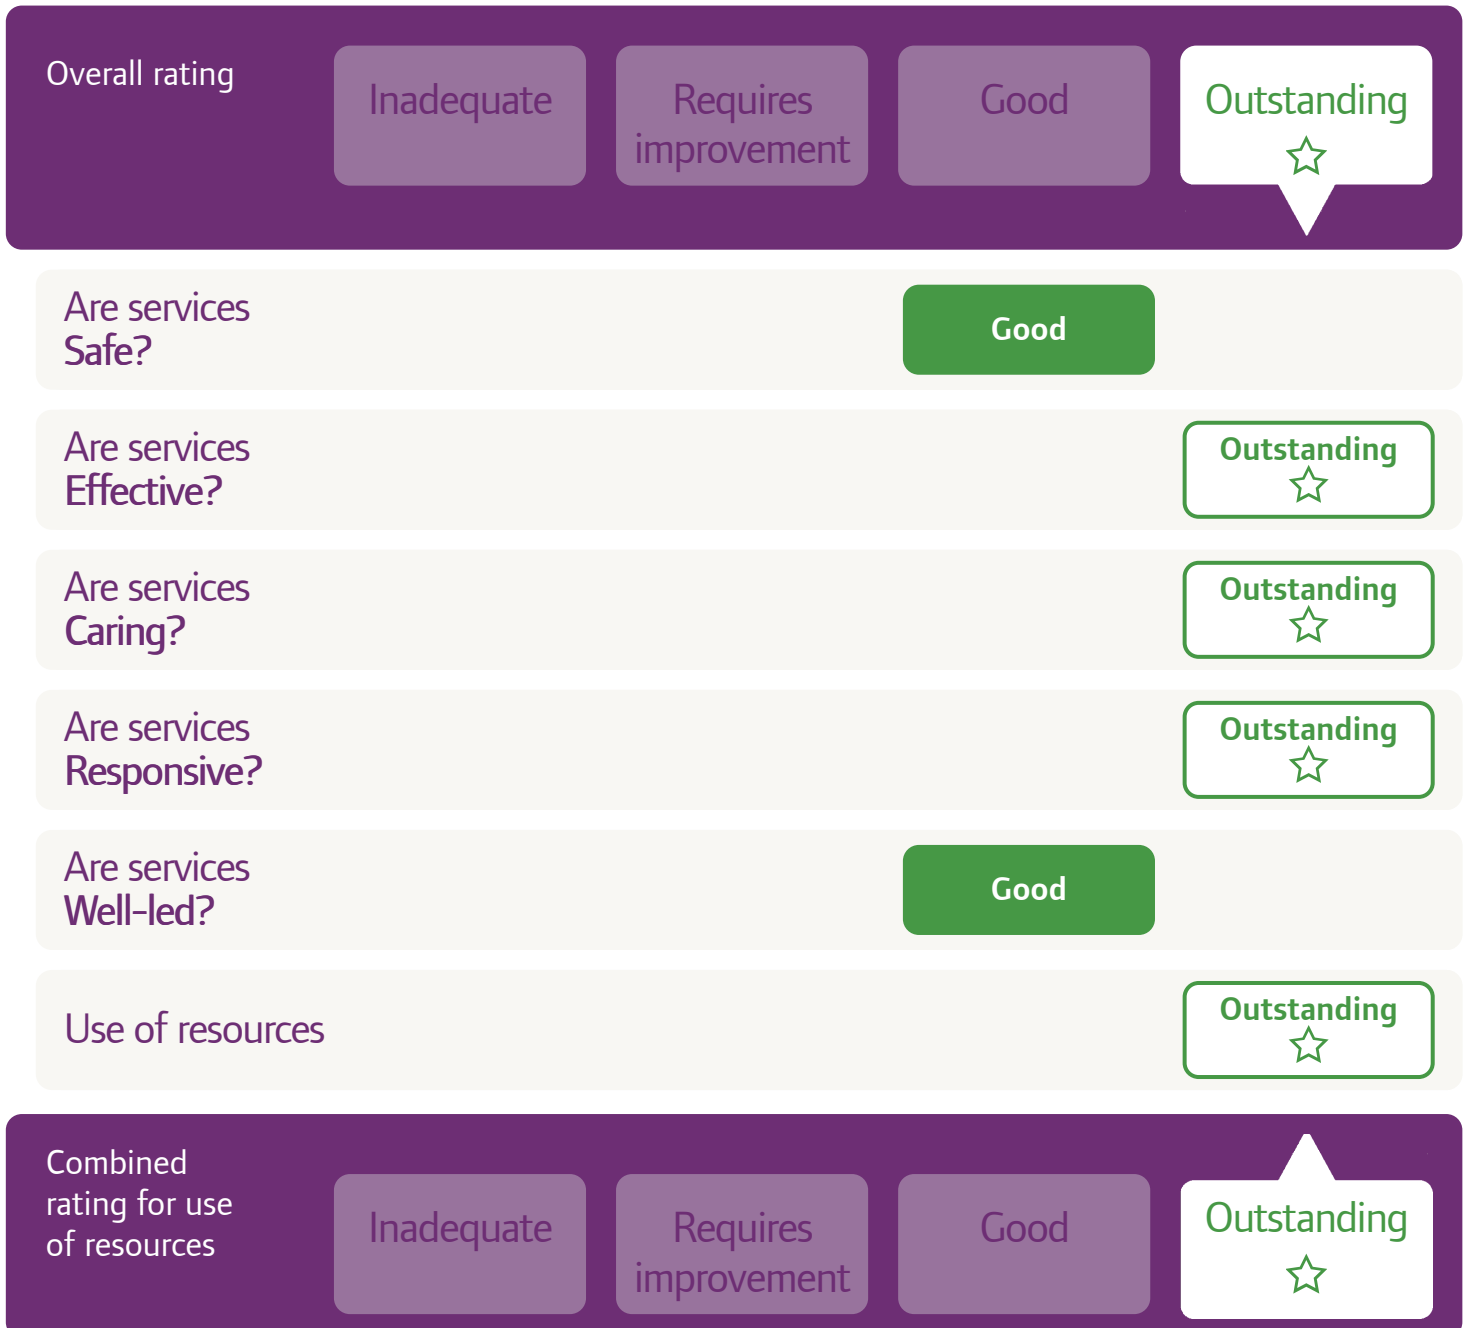 Overall rating
Inadequate
Requires
improvement
Good
Outstanding
Are services
Safe?
Good
Are services
Effective?
Outstanding
Are services
Caring?
Outstanding
Are services
Responsive?
Outstanding
Are services
Well-led?
Good
Use of resources
Outstanding
Combined
rating for use
of resources
Inadequate
Requires
improvement
Good
Outstanding